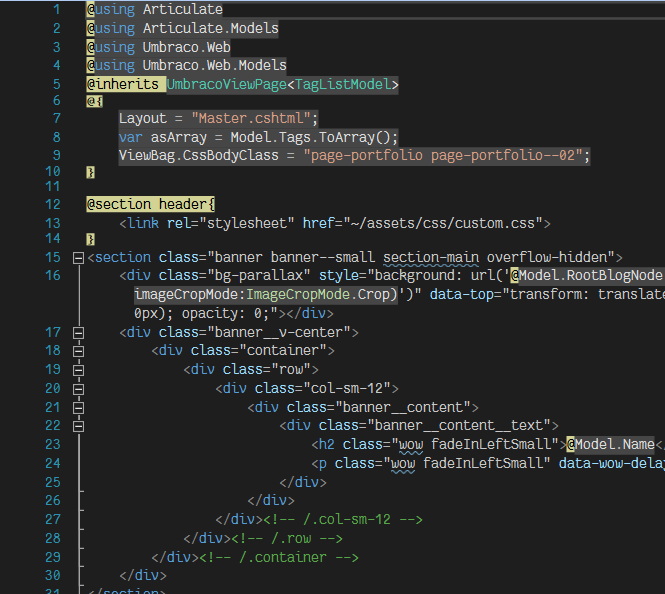 1 @using Articulate
2 @using Articulate.Models
3 @using Umbraco.Web
4 @using Umbraco.Web.Models
5 @inherits UmbracoViewPage<TagListModel>
6 @{
7 Layout = "Master.cshtml";
8 var asArray = Model.Tags.ToArray();
9 ViewBag.CssBodyClass = "page-portfolio page-portfolio--02";
10 }
11
12 @section header{
13 <link rel="stylesheet" href="~/assets/css/custom.css">
14 }
15 <section class="banner banner--small section-main overflow-hidden">
16 <div class="bg-parallax" style="background: url('@Model.RootBlogNode
imageCropMode:ImageCropMode.Crop)')" data-top="transform: translate
0px); opacity: 0;"></div>
17 <div class="banner__v-center">
18 <div class="container">
19 <div class="row">
20 <div class="col-sm-12">
21 <div class="banner__content">
22 <div class="banner__content__text">
23 <h2 class="wow fadeInLeftSmall">@Model.Name</
24 <p class="wow fadeInLeftSmall" data-wow-dela
25 </div>
26 </div>
27 </div><!-- /.col-sm-12 -->
28 </div><!-- /.row -->
29 </div><!-- /.container -->
30 </div>
31 </section>